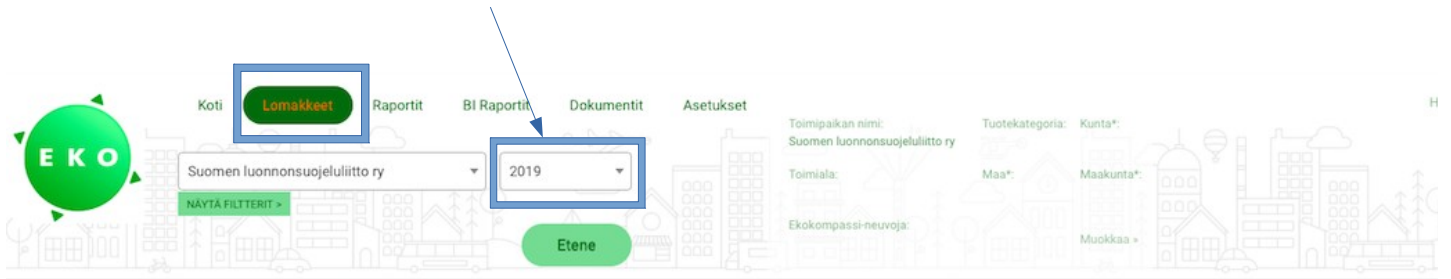 Koti Lomakkeet Raportit BI Raportit Dokumentit Asetukset
H
EKO
Suomen luonnonsuojeluliitto ry 2019
NÄYTÄ FILTTERIT »
Etene
Toimipaikan nimi: Tuotekategoria: Kunta*:
Suomen luonnonsuojeluliitto ry
Toimiala: Maa*: Maakunta*:
Ekokompassi-neuvoja:
Muokkaa »